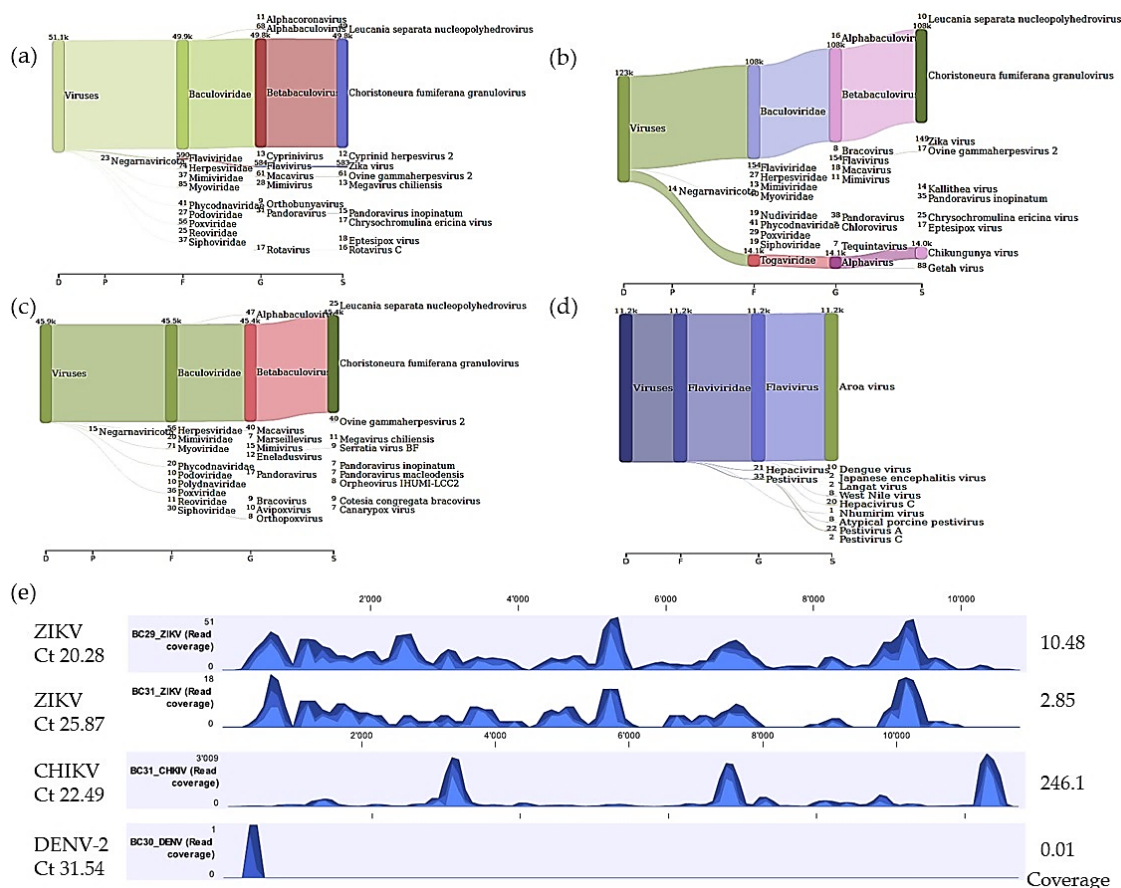 (a)
11 Alphacoronavirus
68 Alphabaculovirus
19 Leucania separata nucleopolyhedrovirus
51.1k
49.9k
49.8k
49.8k
Viruses
Baculoviridae
Betabaculovirus
Choristoneura fumiferana granulovirus
23 Negarnaviricota
590 Flaviviridae
74 Herpesviridae
37 Mimiviridae
85 Myoviridae
41 Phycodnaviridae
27 Podoviridae
56 Poxviridae
25 Reoviridae
37 Siphoviridae
13 Cyprinivirus
584 Flavivirus
61 Macavirus
28 Mimivirus
9 Orthobunyavirus
31 Pandoravirus
17 Rotavirus
12 Cyprinid herpesvirus 2
583 Zika virus
61 Ovine gammaherpesvirus 2
13 Megavirus chiliensis
15 Pandoravirus inopinatum
17 Chrysochromulina ericina virus
18 Eptesipox virus
16 Rotavirus C
D P F G S
(b)
10 Leucania separata nucleopolyhedrovirus
16 Alphabaculovirus
123k
108k
108k
108k
Viruses
Baculoviridae
Betabaculovirus
Choristoneura fumiferana granulovirus
14 Negarnaviricota
154 Flaviviridae
27 Herpesviridae
13 Mimiviridae
Myoviridae
19 Nudiviridae
41 Phycodnaviridae
29 Poxviridae
19 Siphoviridae
14.1k Togaviridae
8 Bracovirus
154 Flavivirus
18 Macavirus
11 Mimivirus
38 Pandoravirus
Chlorovirus
7 Tequintavirus
14.1k Alphavirus
149 Zika virus
17 Ovine gammaherpesvirus 2
14 Kallithea virus
35 Pandoravirus inopinatum
25 Chrysochromulina ericina virus
17 Eptesipox virus
14.0k Chikungunya virus
88 Getah virus
D P F G S
(c)
25 Leucania separata nucleopolyhedrovirus
47 Alphabaculovirus
45.9k
45.5k
45.4k
45.4k
Viruses
Baculoviridae
Betabaculovirus
Choristoneura fumiferana granulovirus
15 Negarnaviricota
56 Herpesviridae
20 Mimiviridae
71 Myoviridae
20 Phycodnaviridae
10 Podoviridae
10 Polydnaviridae
36 Poxviridae
11 Reoviridae
30 Siphoviridae
40 Macavirus
7 Marseillevirus
15 Mimivirus
12 Eneladusvirus
17 Pandoravirus
9 Bracovirus
10 Avipoxvirus
8 Orthopoxvirus
40 Ovine gammaherpesvirus 2
11 Megavirus chiliensis
9 Serratia virus BF
7 Pandoravirus inopinatum
7 Pandoravirus macleodensis
8 Orpheovirus IHUMI-LCC2
9 Cotesia congregata bracovirus
7 Canarypox virus
D P F G S
(d)
11.2k
11.2k
11.2k
11.2k
Viruses
Flaviviridae
Flavivirus
Aroa virus
21 Hepacivirus
33 Pestivirus
10 Dengue virus
2 Japanese encephalitis virus
Langat virus
8 West Nile virus
20 Hepacivirus C
1 Nhumirim virus
8 Atypical porcine pestivirus
22 Pestivirus A
2 Pestivirus C
D F G S
(e)
2'000 4'000 6'000 8'000 10'000
ZIKV
Ct 20.28
BC29_ZIKV (Read coverage)
51
0
10.48
ZIKV
Ct 25.87
BC31_ZIKV (Read coverage)
18
0
2.85
2'000 4'000 6'000 8'000 10'000
CHIKV
Ct 22.49
BC31_CHKIV (Read coverage)
3'009
0
246.1
DENV-2
Ct 31.54
BC30_DENV (Read coverage)
1
0
0.01
Coverage